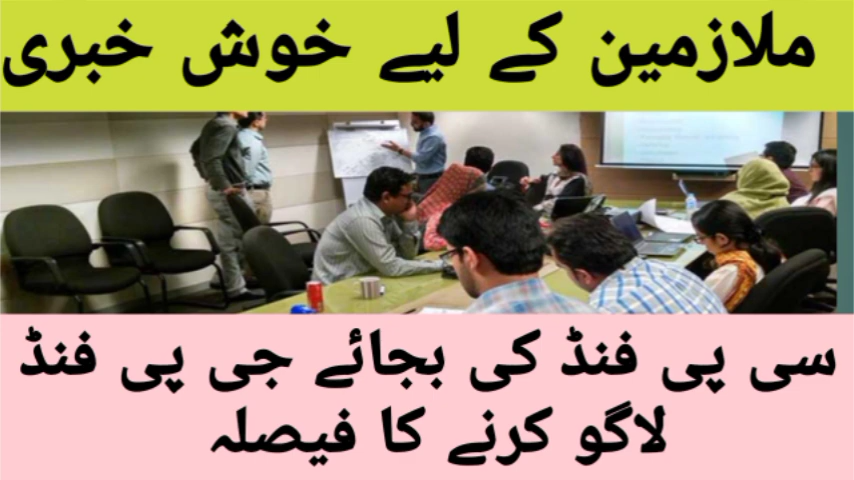 ملازمین کے لیے خوش خبری
سی پی فنڈ کی بجائے جی پی فنڈ
لاگو کرنے کا فیصلہ